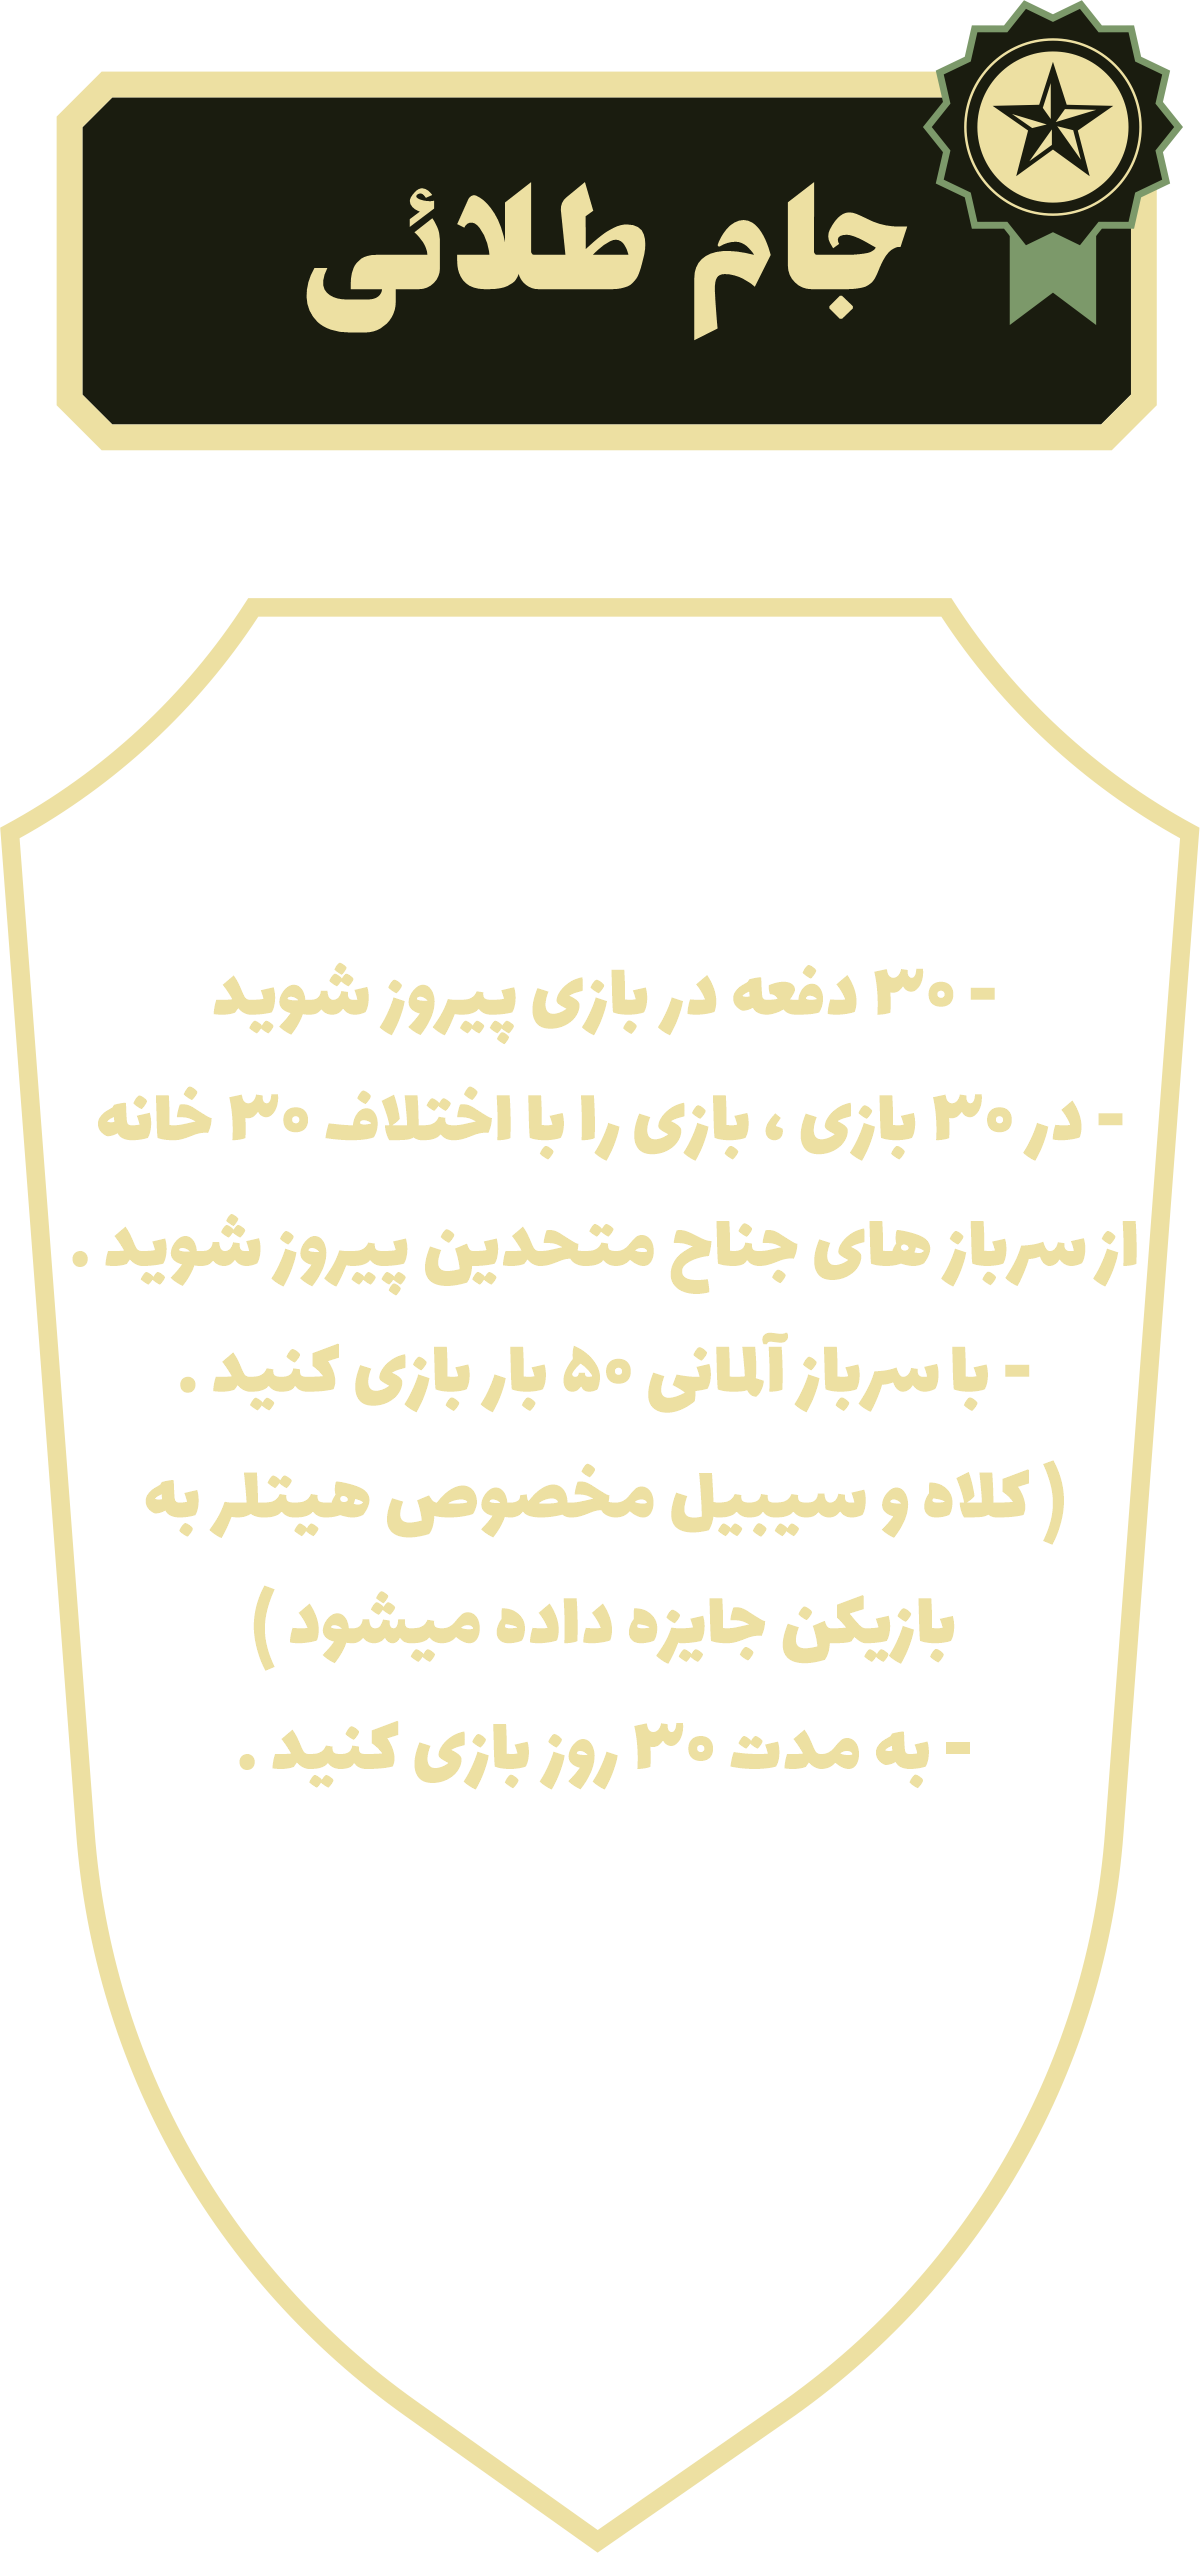 جام طلائی
- ۳۰ دفعه در بازی پیروز شوید
- در ۳۰ بازی ، بازی را با اختلاف ۳۰ خانه
از سرباز های جناح متحدین پیروز شوید .
- با سرباز آلمانی ۵۰ بار بازی کنید .
( کلاه و سیبیل مخصوص هیتلر به
بازیکن جایزه داده میشود )
- به مدت ۳۰ روز بازی کنید .